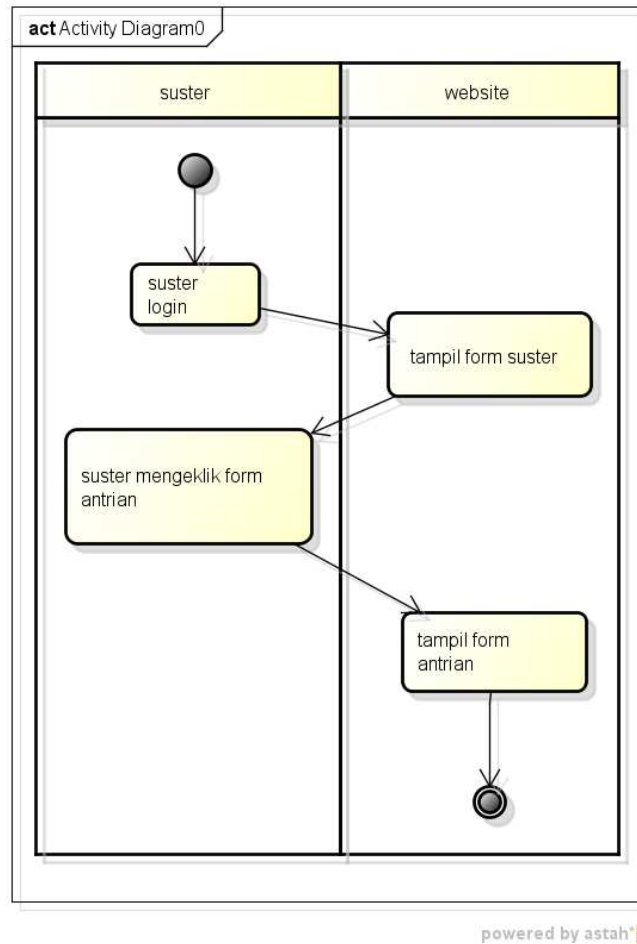 act Activity Diagram0
suster
website
suster
login
tampil form suster
suster mengeklik form
antrian
tampil form
antrian
powered by astah*